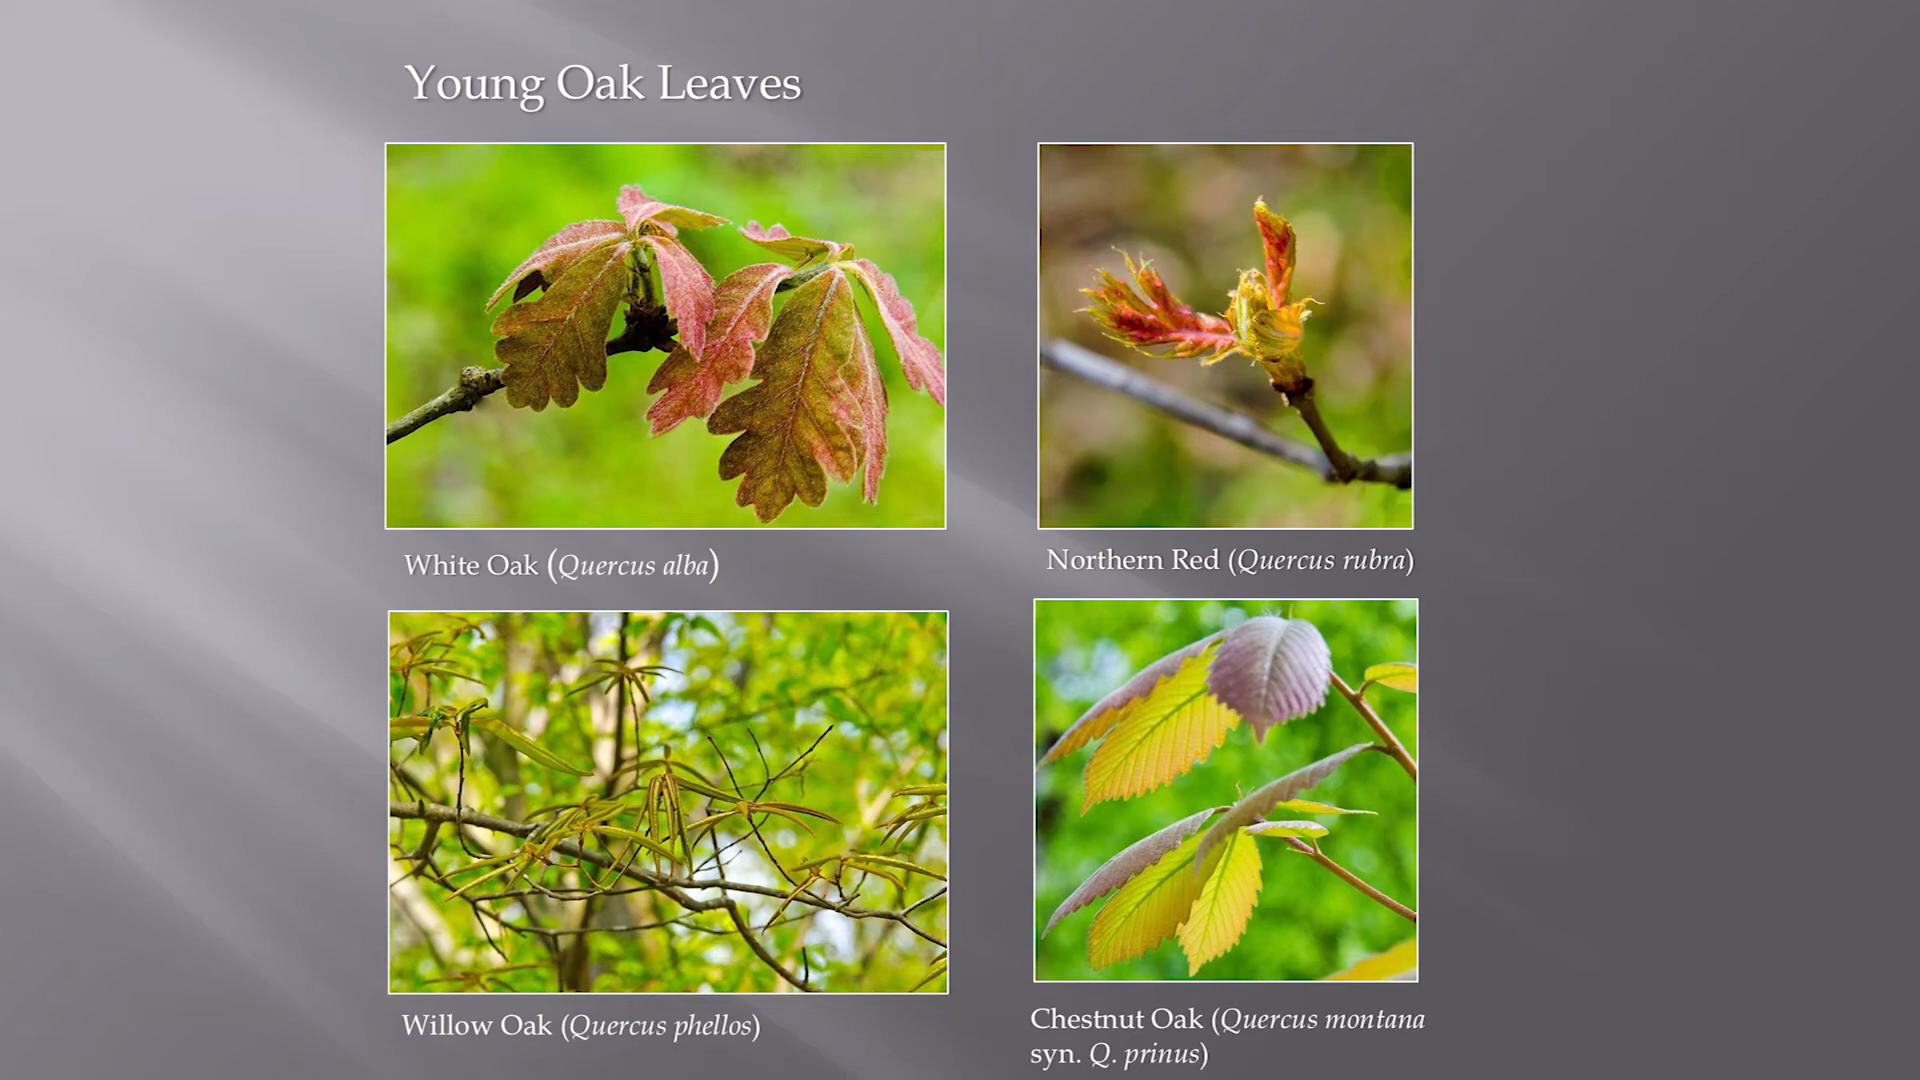 Young Oak Leaves
White Oak (Quercus alba)
Northern Red (Quercus rubra)
Willow Oak (Quercus phellos)
Chestnut Oak (Quercus montana
syn. Q. prinus)